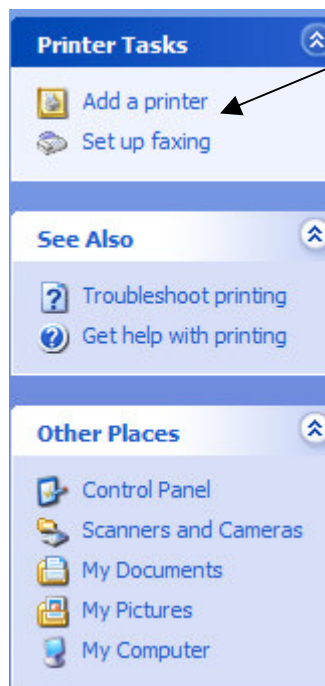 Printer Tasks
Add a printer
Set up faxing
See Also
Troubleshoot printing
Get help with printing
Other Places
Control Panel
Scanners and Cameras
My Documents
My Pictures
My Computer